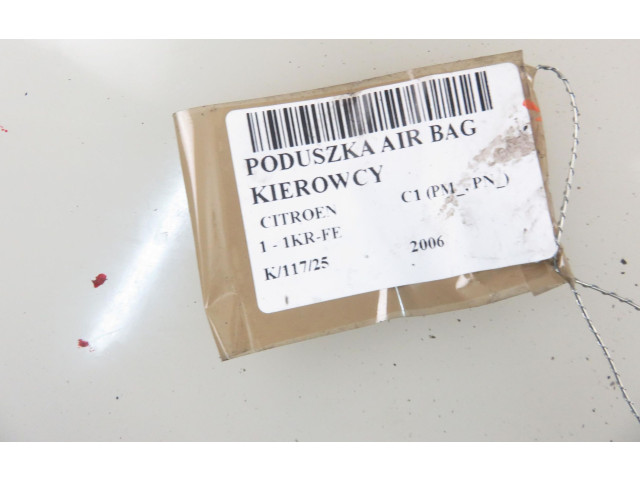 PODUSZKA AIR BAG
KIEROWCY
CITROEN C1 (PM_, PN_)
1 - 1KR-FE
2006
K/117/25